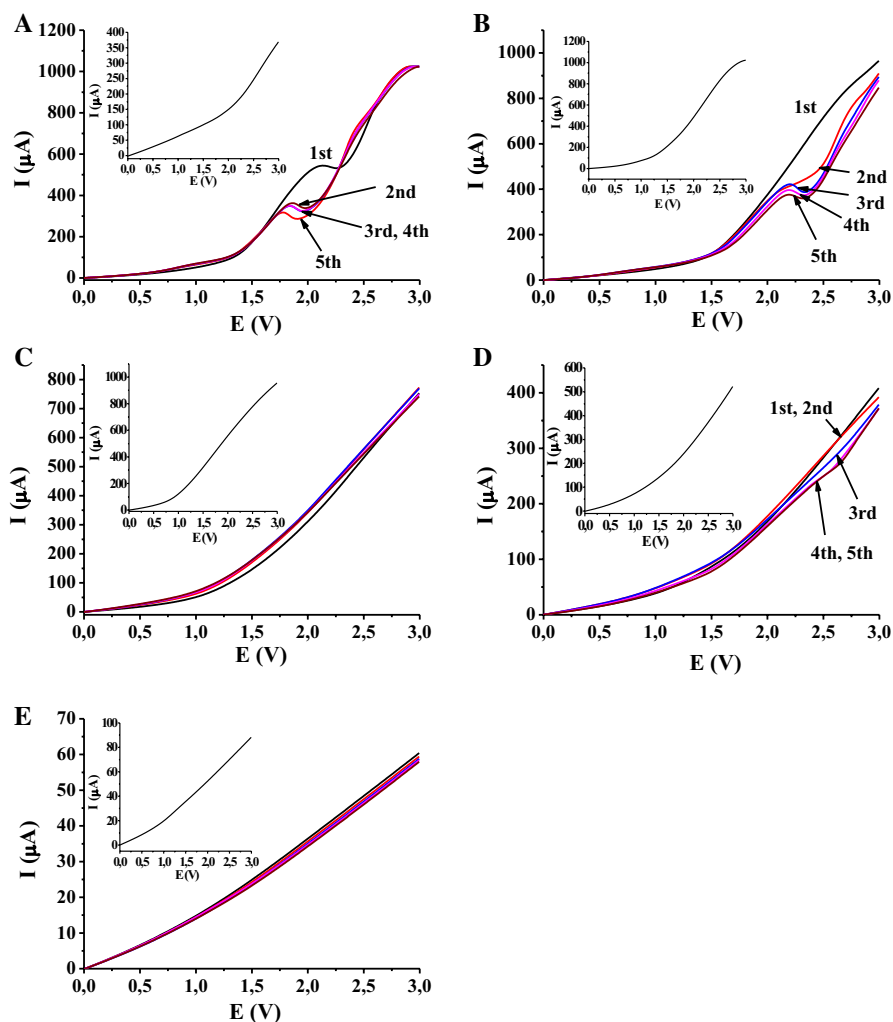 A
1200
1000
800
600
400
200
0
I (µA)
0,0 0,5 1,0 1,5 2,0 2,5 3,0
E (V)
400
350
300
250
200
150
100
50
0
I (µA)
0,0 0,5 1,0 1,5 2,0 2,5 3,0
E (V)
1st
2nd
3rd, 4th
5th
B
1000
800
600
400
200
0
I (µA)
0,0 0,5 1,0 1,5 2,0 2,5 3,0
E (V)
1200
1000
800
600
400
200
0
I (µA)
0,0 0,5 1,0 1,5 2,0 2,5 3,0
E (V)
1st
2nd
3rd
4th
5th
C
800
700
600
500
400
300
200
100
0
I (µA)
0,0 0,5 1,0 1,5 2,0 2,5 3,0
E (V)
1000
800
600
400
200
0
I (µA)
0,0 0,5 1,0 1,5 2,0 2,5 3,0
E (V)
D
400
300
200
100
0
I (µA)
0,0 0,5 1,0 1,5 2,0 2,5 3,0
E (V)
600
500
400
300
200
100
0
I (µA)
0,0 0,5 1,0 1,5 2,0 2,5 3,0
E (V)
1st, 2nd
3rd
4th, 5th
E
70
60
50
40
30
20
10
0
I (µA)
0,0 0,5 1,0 1,5 2,0 2,5 3,0
E (V)
100
80
60
40
20
0
I (µA)
0,0 0,5 1,0 1,5 2,0 2,5 3,0
E (V)